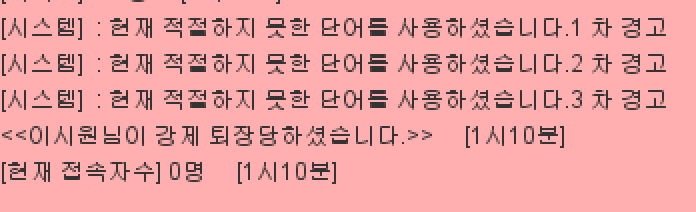 [시스템] : 현재 적절하지 못한 단어를 사용하셨습니다.1 차 경고
[시스템] : 현재 적절하지 못한 단어를 사용하셨습니다.2 차 경고
[시스템] : 현재 적절하지 못한 단어를 사용하셨습니다.3 차 경고
<<이시원님이 강제 퇴장당하셨습니다.>> [1시10분]
[현재 접속자수] 0명 [1시10분]